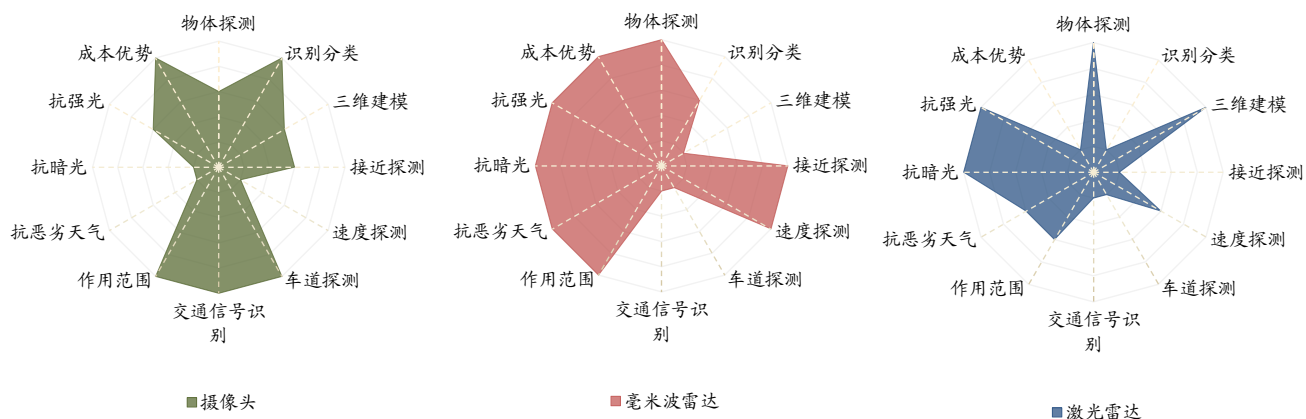 物体探测
识别分类
三维建模
接近探测
速度探测
车道探测
交通信号识
别
作用范围
抗恶劣天气
抗暗光
抗强光
成本优势
摄像头
物体探测
识别分类
三维建模
接近探测
速度探测
车道探测
交通信号识
别
作用范围
抗恶劣天气
抗暗光
抗强光
成本优势
毫米波雷达
物体探测
识别分类
三维建模
接近探测
速度探测
车道探测
交通信号识
别
作用范围
抗恶劣天气
抗暗光
抗强光
成本优势
激光雷达